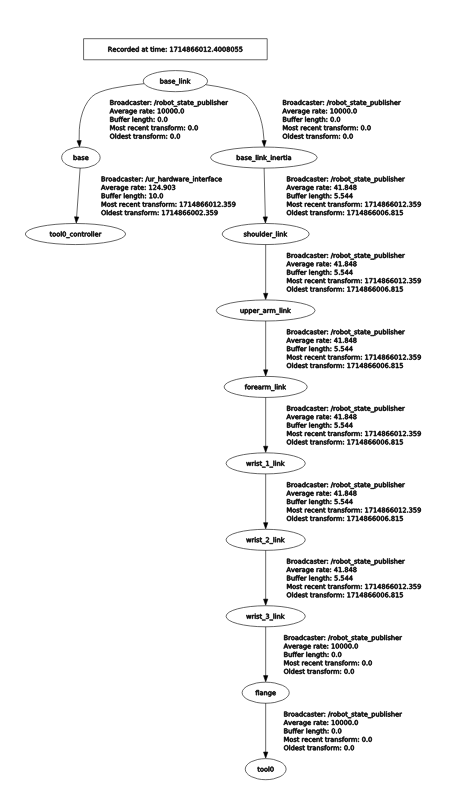 Recorded at time: 1714866012.4008055
base_link
Broadcaster: /robot_state_publisher
Average rate: 10000.0
Buffer length: 0.0
Most recent transform: 0.0
Oldest transform: 0.0
Broadcaster: /robot_state_publisher
Average rate: 10000.0
Buffer length: 0.0
Most recent transform: 0.0
Oldest transform: 0.0
base
base_link_inertia
Broadcaster: /ur_hardware_interface
Average rate: 124.903
Buffer length: 10.0
Most recent transform: 1714866012.359
Oldest transform: 1714866002.359
Broadcaster: /robot_state_publisher
Average rate: 41.848
Buffer length: 5.544
Most recent transform: 1714866012.359
Oldest transform: 1714866006.815
tool0_controller
shoulder_link
Broadcaster: /robot_state_publisher
Average rate: 41.848
Buffer length: 5.544
Most recent transform: 1714866012.359
Oldest transform: 1714866006.815
upper_arm_link
Broadcaster: /robot_state_publisher
Average rate: 41.848
Buffer length: 5.544
Most recent transform: 1714866012.359
Oldest transform: 1714866006.815
forearm_link
Broadcaster: /robot_state_publisher
Average rate: 41.848
Buffer length: 5.544
Most recent transform: 1714866012.359
Oldest transform: 1714866006.815
wrist_1_link
Broadcaster: /robot_state_publisher
Average rate: 41.848
Buffer length: 5.544
Most recent transform: 1714866012.359
Oldest transform: 1714866006.815
wrist_2_link
Broadcaster: /robot_state_publisher
Average rate: 41.848
Buffer length: 5.544
Most recent transform: 1714866012.359
Oldest transform: 1714866006.815
wrist_3_link
Broadcaster: /robot_state_publisher
Average rate: 10000.0
Buffer length: 0.0
Most recent transform: 0.0
Oldest transform: 0.0
flange
Broadcaster: /robot_state_publisher
Average rate: 10000.0
Buffer length: 0.0
Most recent transform: 0.0
Oldest transform: 0.0
tool0